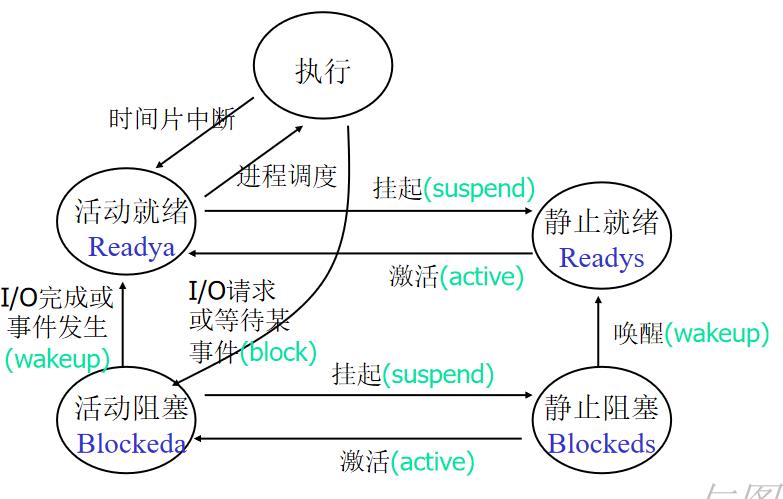 执行
时间片中断
进程调度
挂起(suspend)
活动就绪
Readya
静止就绪
Readys
激活(active)
I/O完成或
事件发生
(wakeup)
I/O请求
或等待某
事件(block)
唤醒(wakeup)
挂起(suspend)
活动阻塞
Blockeda
静止阻塞
Blockeds
激活(active)